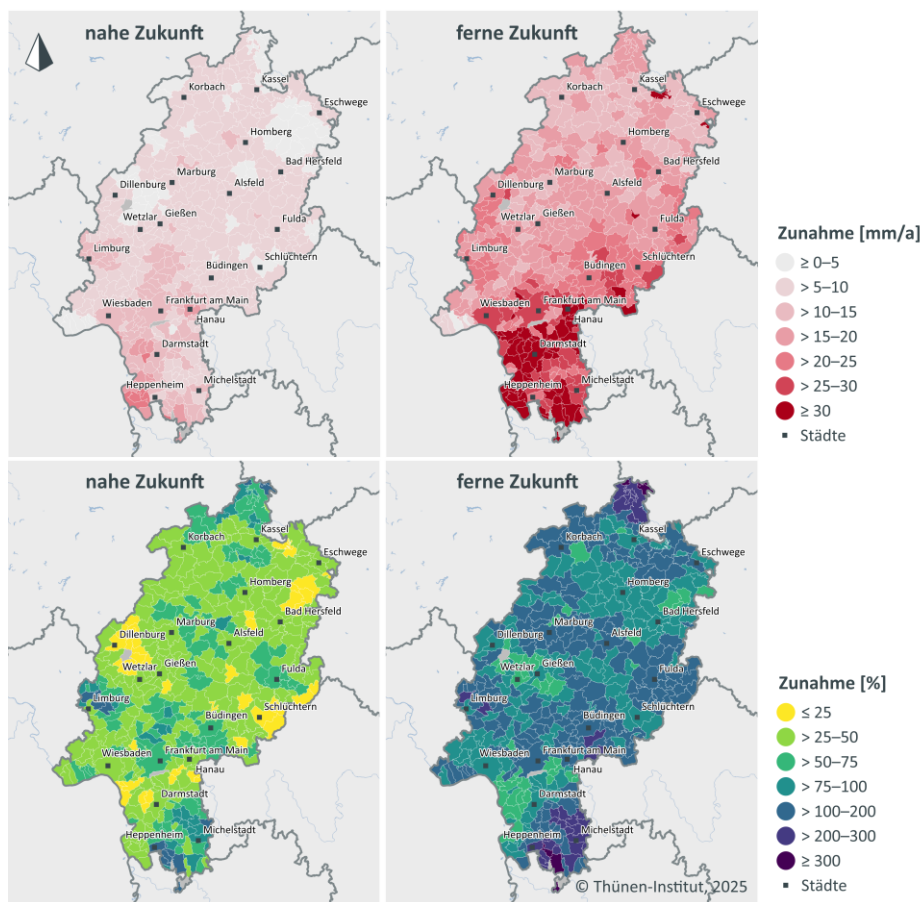 nahe Zukunft
Kassel
Korbach
Eschwege
Homberg
Bad Hersfeld
Marburg
Dillenburg
Alsfeld
Wetzlar
Gießen
Fulda
Limburg
Schlüchtern
Büdingen
Wiesbaden
Frankfurt am Main
Hanau
Darmstadt
Heppenheim
Michelstadt
ferne Zukunft
Kassel
Korbach
Eschwege
Homberg
Bad Hersfeld
Marburg
Dillenburg
Alsfeld
Wetzlar
Gießen
Fulda
Limburg
Schlüchtern
Büdingen
Wiesbaden
Frankfurt am Main
Hanau
Darmstadt
Heppenheim
Michelstadt
Zunahme [mm/a]
≥ 0–5
> 5–10
> 10–15
> 15–20
> 20–25
> 25–30
≥ 30
Städte
nahe Zukunft
Kassel
Korbach
Eschwege
Homberg
Bad Hersfeld
Marburg
Dillenburg
Alsfeld
Wetzlar
Gießen
Fulda
Limburg
Schlüchtern
Büdingen
Wiesbaden
Frankfurt am Main
Hanau
Darmstadt
Heppenheim
Michelstadt
ferne Zukunft
Kassel
Korbach
Eschwege
Homberg
Bad Hersfeld
Marburg
Dillenburg
Alsfeld
Wetzlar
Gießen
Fulda
Limburg
Schlüchtern
Büdingen
Wiesbaden
Frankfurt am Main
Hanau
Darmstadt
Heppenheim
Michelstadt
© Thünen-Institut, 2025
Zunahme [%]
≤ 25
> 25–50
> 50–75
> 75–100
> 100–200
> 200–300
≥ 300
Städte